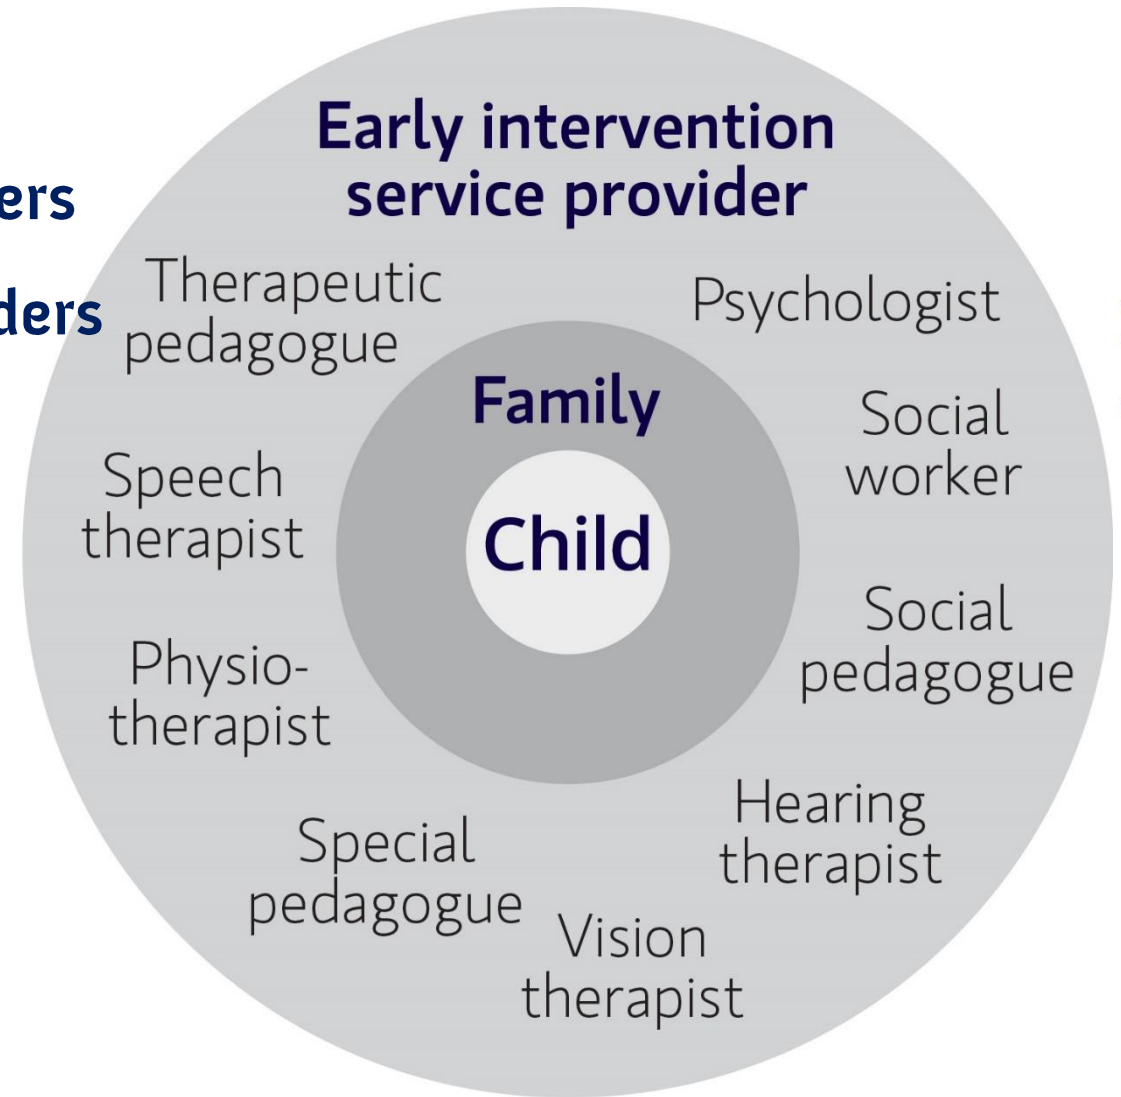 Early intervention
service provider
ers
ders
Therapeutic
pedagogue
Psychologist
Family
Social
worker
Speech
therapist
Child
Social
pedagogue
Physio-
therapist
Hearing
therapist
Special
pedagogue
Vision
therapist